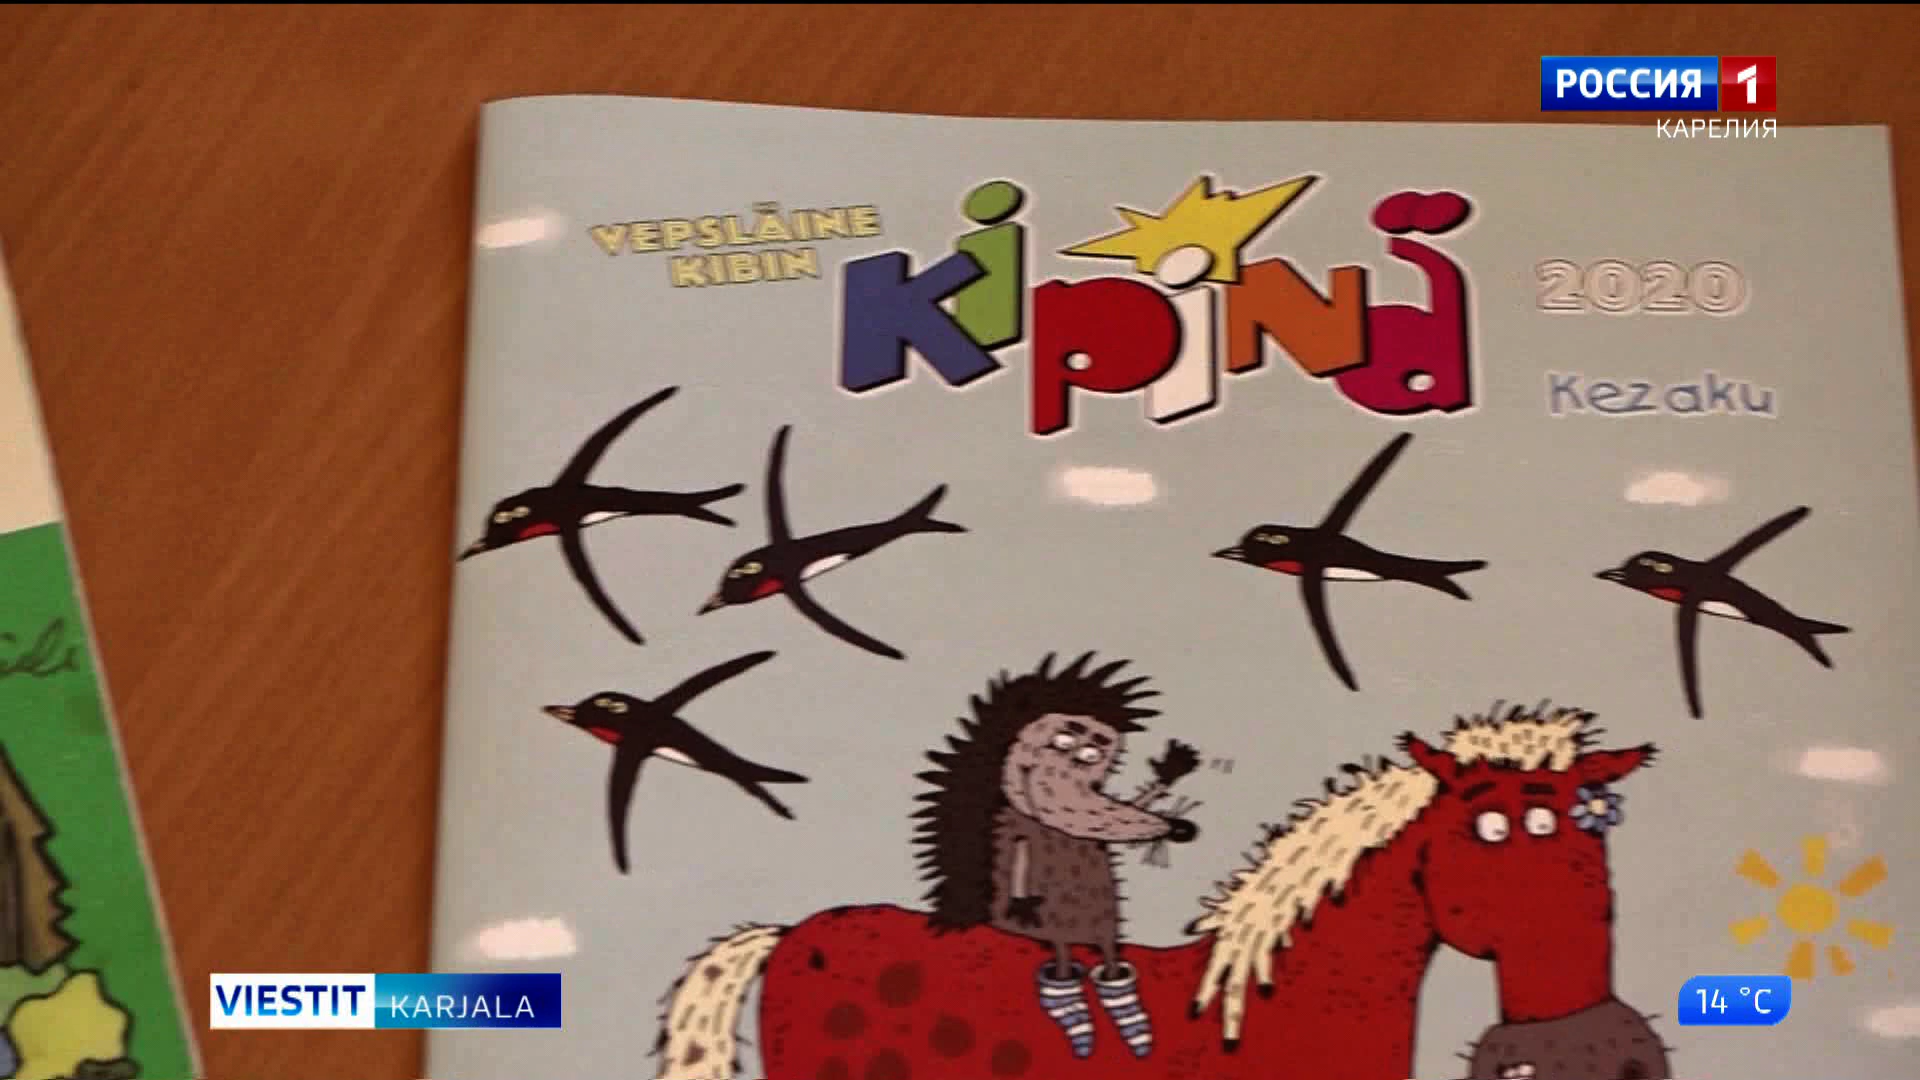 РОССИЯ 1
КАРЕЛИЯ
VEPSLÄINE
KIBIN
Kipinä
2020
Kezaku
VIESTIT KARJALA
14 °C